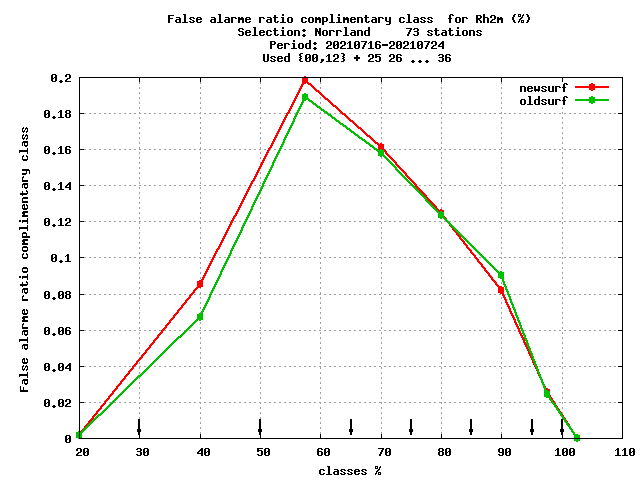 False alarme ratio complimentary class  for Rh2m (%)
Selection: Norrland     73 stations
Period: 20210716-20210724
Used {00,12} + 25 26 ... 36
newsurf
oldsurf
False alarme ratio complimentary class
0.2
0.18
0.16
0.14
0.12
0.1
0.08
0.06
0.04
0.02
0
20 30 40 50 60 70 80 90 100 110
classes %